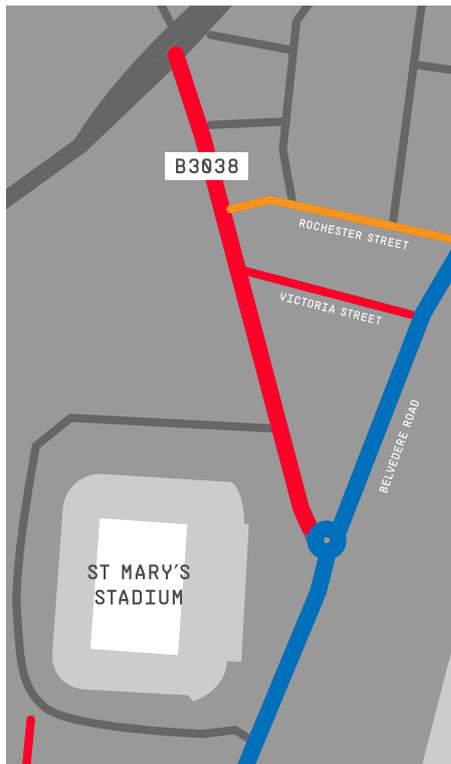 B3038
ROCHESTER STREET
VICTORIA STREET
BELVEDERE ROAD
ST MARY'S
STADIUM